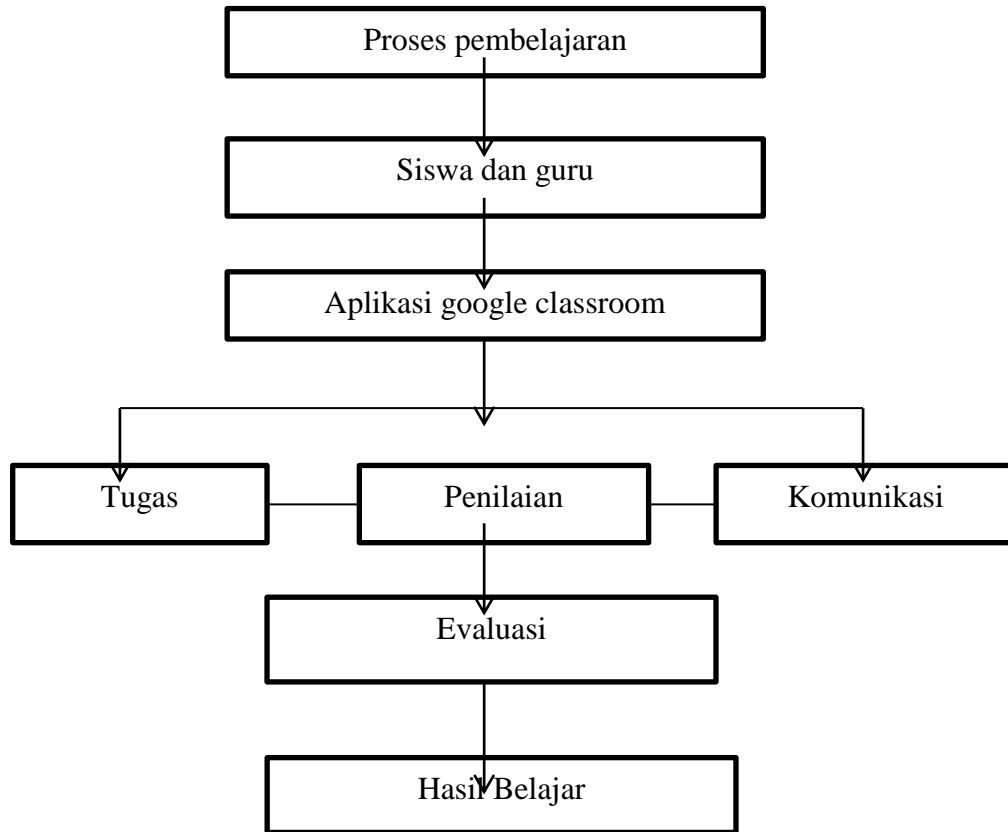 Proses pembelajaran
Siswa dan guru
Aplikasi google classroom
Tugas
Penilaian
Komunikasi
Evaluasi
Hasil Belajar